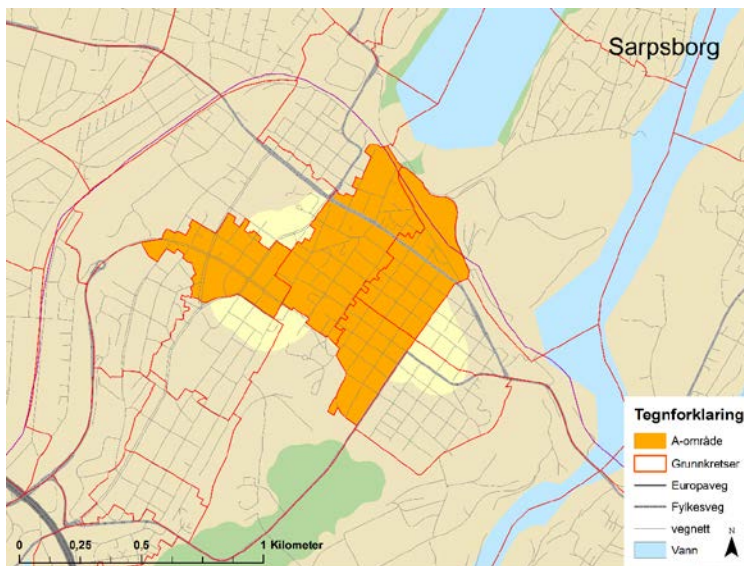 Sarpsborg
Tegnforklaring
A-område
Grunnkretser
Europaveg
Fylkesveg
vegnett
Vann
N
0 0,25 0,5 1 Kilometer